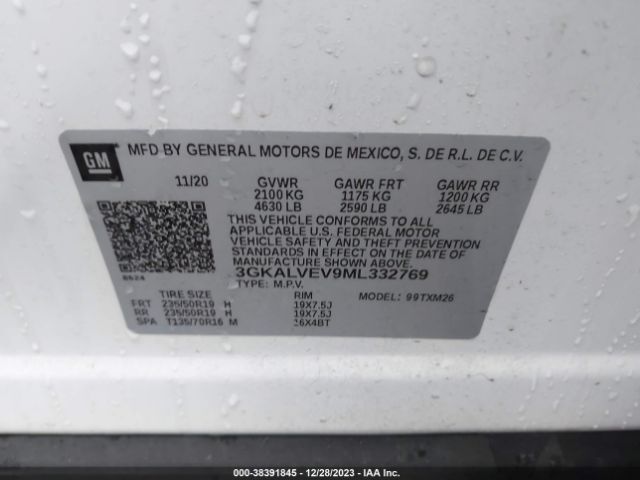 GM MFD BY GENERAL MOTORS DE MEXICO, S. DE R.L. DE C.V.
11/20 GVWR GAWR FRT GAWR RR
2100 KG 1175 KG 1200 KG
4630 LB 2590 LB 2645 LB
THIS VEHICLE CONFORMS TO ALL
APPLICABLE U.S. FEDERAL MOTOR
VEHICLE SAFETY AND THEFT PREVENTION
STANDARDS IN EFFECT ON THE DATE OF
MANUFACTURE SHOWN ABOVE.
3GKALVEV9ML332769
6524 TYPE: M.P.V.
TIRE SIZE RIM MODEL: 99TXM26
FRT 235/50R19 H 19X7.5J
RR 235/50R19 H 19X7.5J
SPA T135/70R16 M 16X4BT
000-38391845 - 12/28/2023 - IAA Inc.